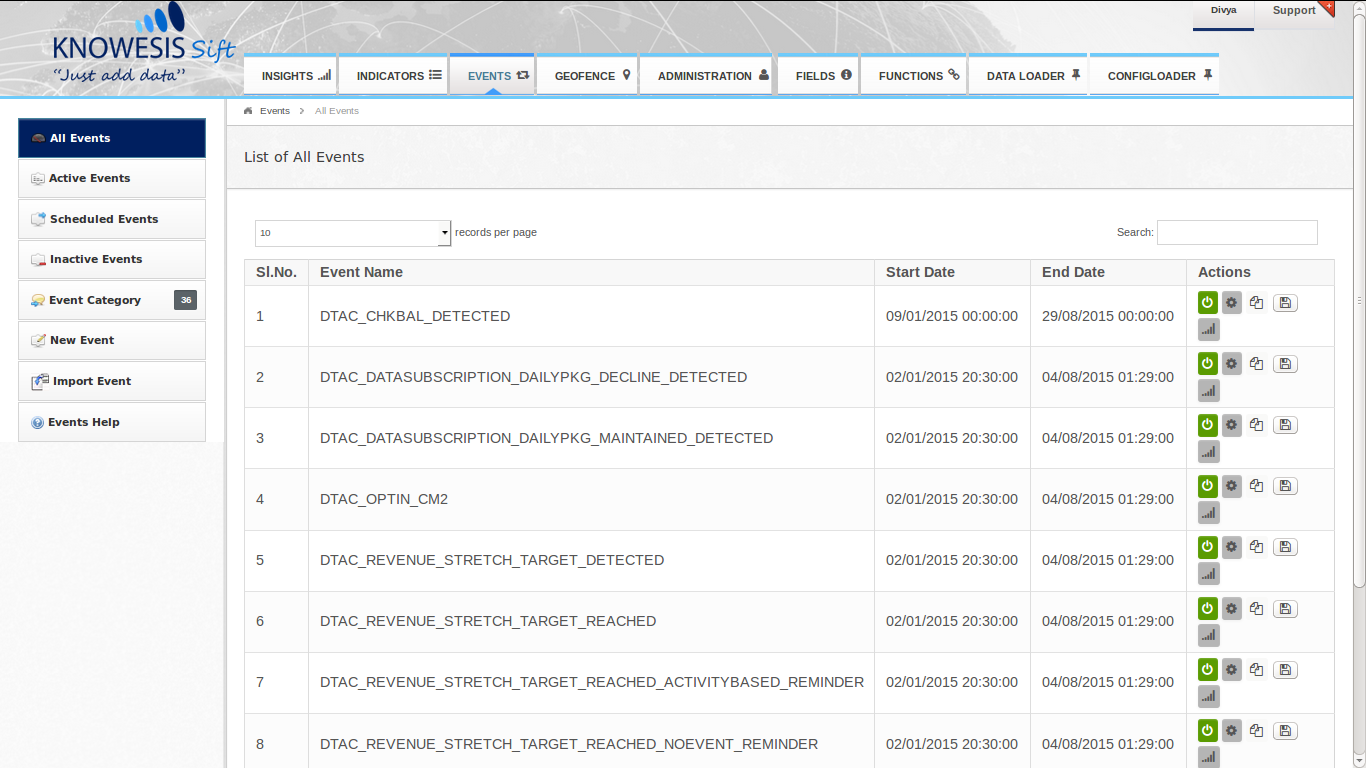 Divya
Support
KNOWESIS Sift
“Just add data”
INSIGHTS
INDICATORS
EVENTS
GEOFENCE
ADMINISTRATION
FIELDS
FUNCTIONS
DATA LOADER
CONFIGLOADER
Events
All Events
All Events
Active Events
Scheduled Events
Inactive Events
Event Category 36
New Event
Import Event
Events Help
List of All Events
10 records per page
Search:
Sl.No. Event Name Start Date End Date Actions
1 DTAC_CHKBAL_DETECTED 09/01/2015 00:00:00 29/08/2015 00:00:00
2 DTAC_DATASUBSCRIPTION_DAILYPKG_DECLINE_DETECTED 02/01/2015 20:30:00 04/08/2015 01:29:00
3 DTAC_DATASUBSCRIPTION_DAILYPKG_MAINTAINED_DETECTED 02/01/2015 20:30:00 04/08/2015 01:29:00
4 DTAC_OPTIN_CM2 02/01/2015 20:30:00 04/08/2015 01:29:00
5 DTAC_REVENUE_STRETCH_TARGET_DETECTED 02/01/2015 20:30:00 04/08/2015 01:29:00
6 DTAC_REVENUE_STRETCH_TARGET_REACHED 02/01/2015 20:30:00 04/08/2015 01:29:00
7 DTAC_REVENUE_STRETCH_TARGET_REACHED_ACTIVITYBASED_REMINDER 02/01/2015 20:30:00 04/08/2015 01:29:00
8 DTAC_REVENUE_STRETCH_TARGET_REACHED_NOEVENT_REMINDER 02/01/2015 20:30:00 04/08/2015 01:29:00